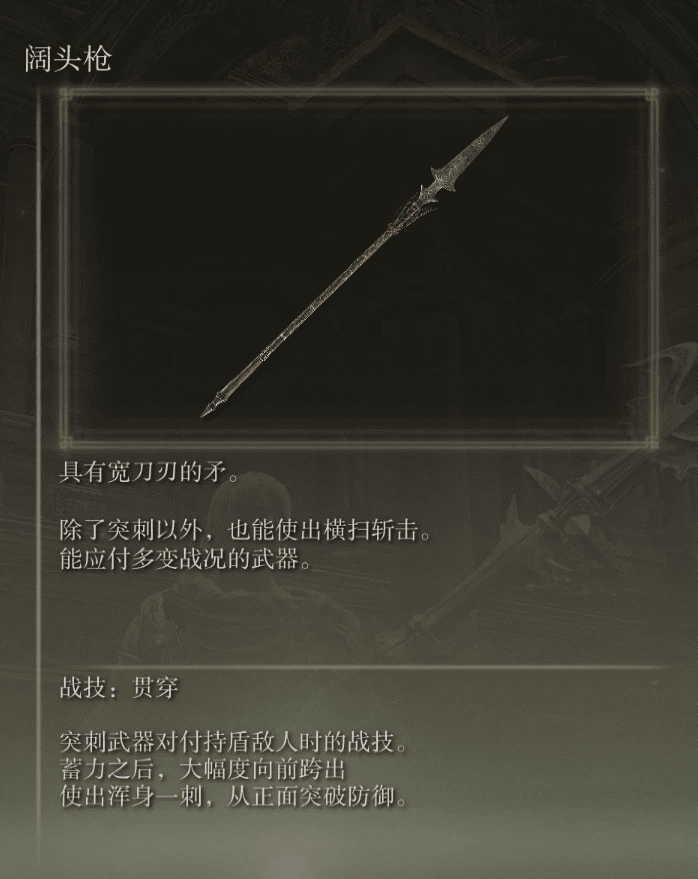 阔头枪
具有宽刀刃的矛。
除了突刺以外，也能使出横扫斩击。
能应付多变战况的武器。
战技：贯穿
突刺武器对付持盾敌人时的战技。
蓄力之后，大幅度向前跨出
使出浑身一刺，从正面突破防御。